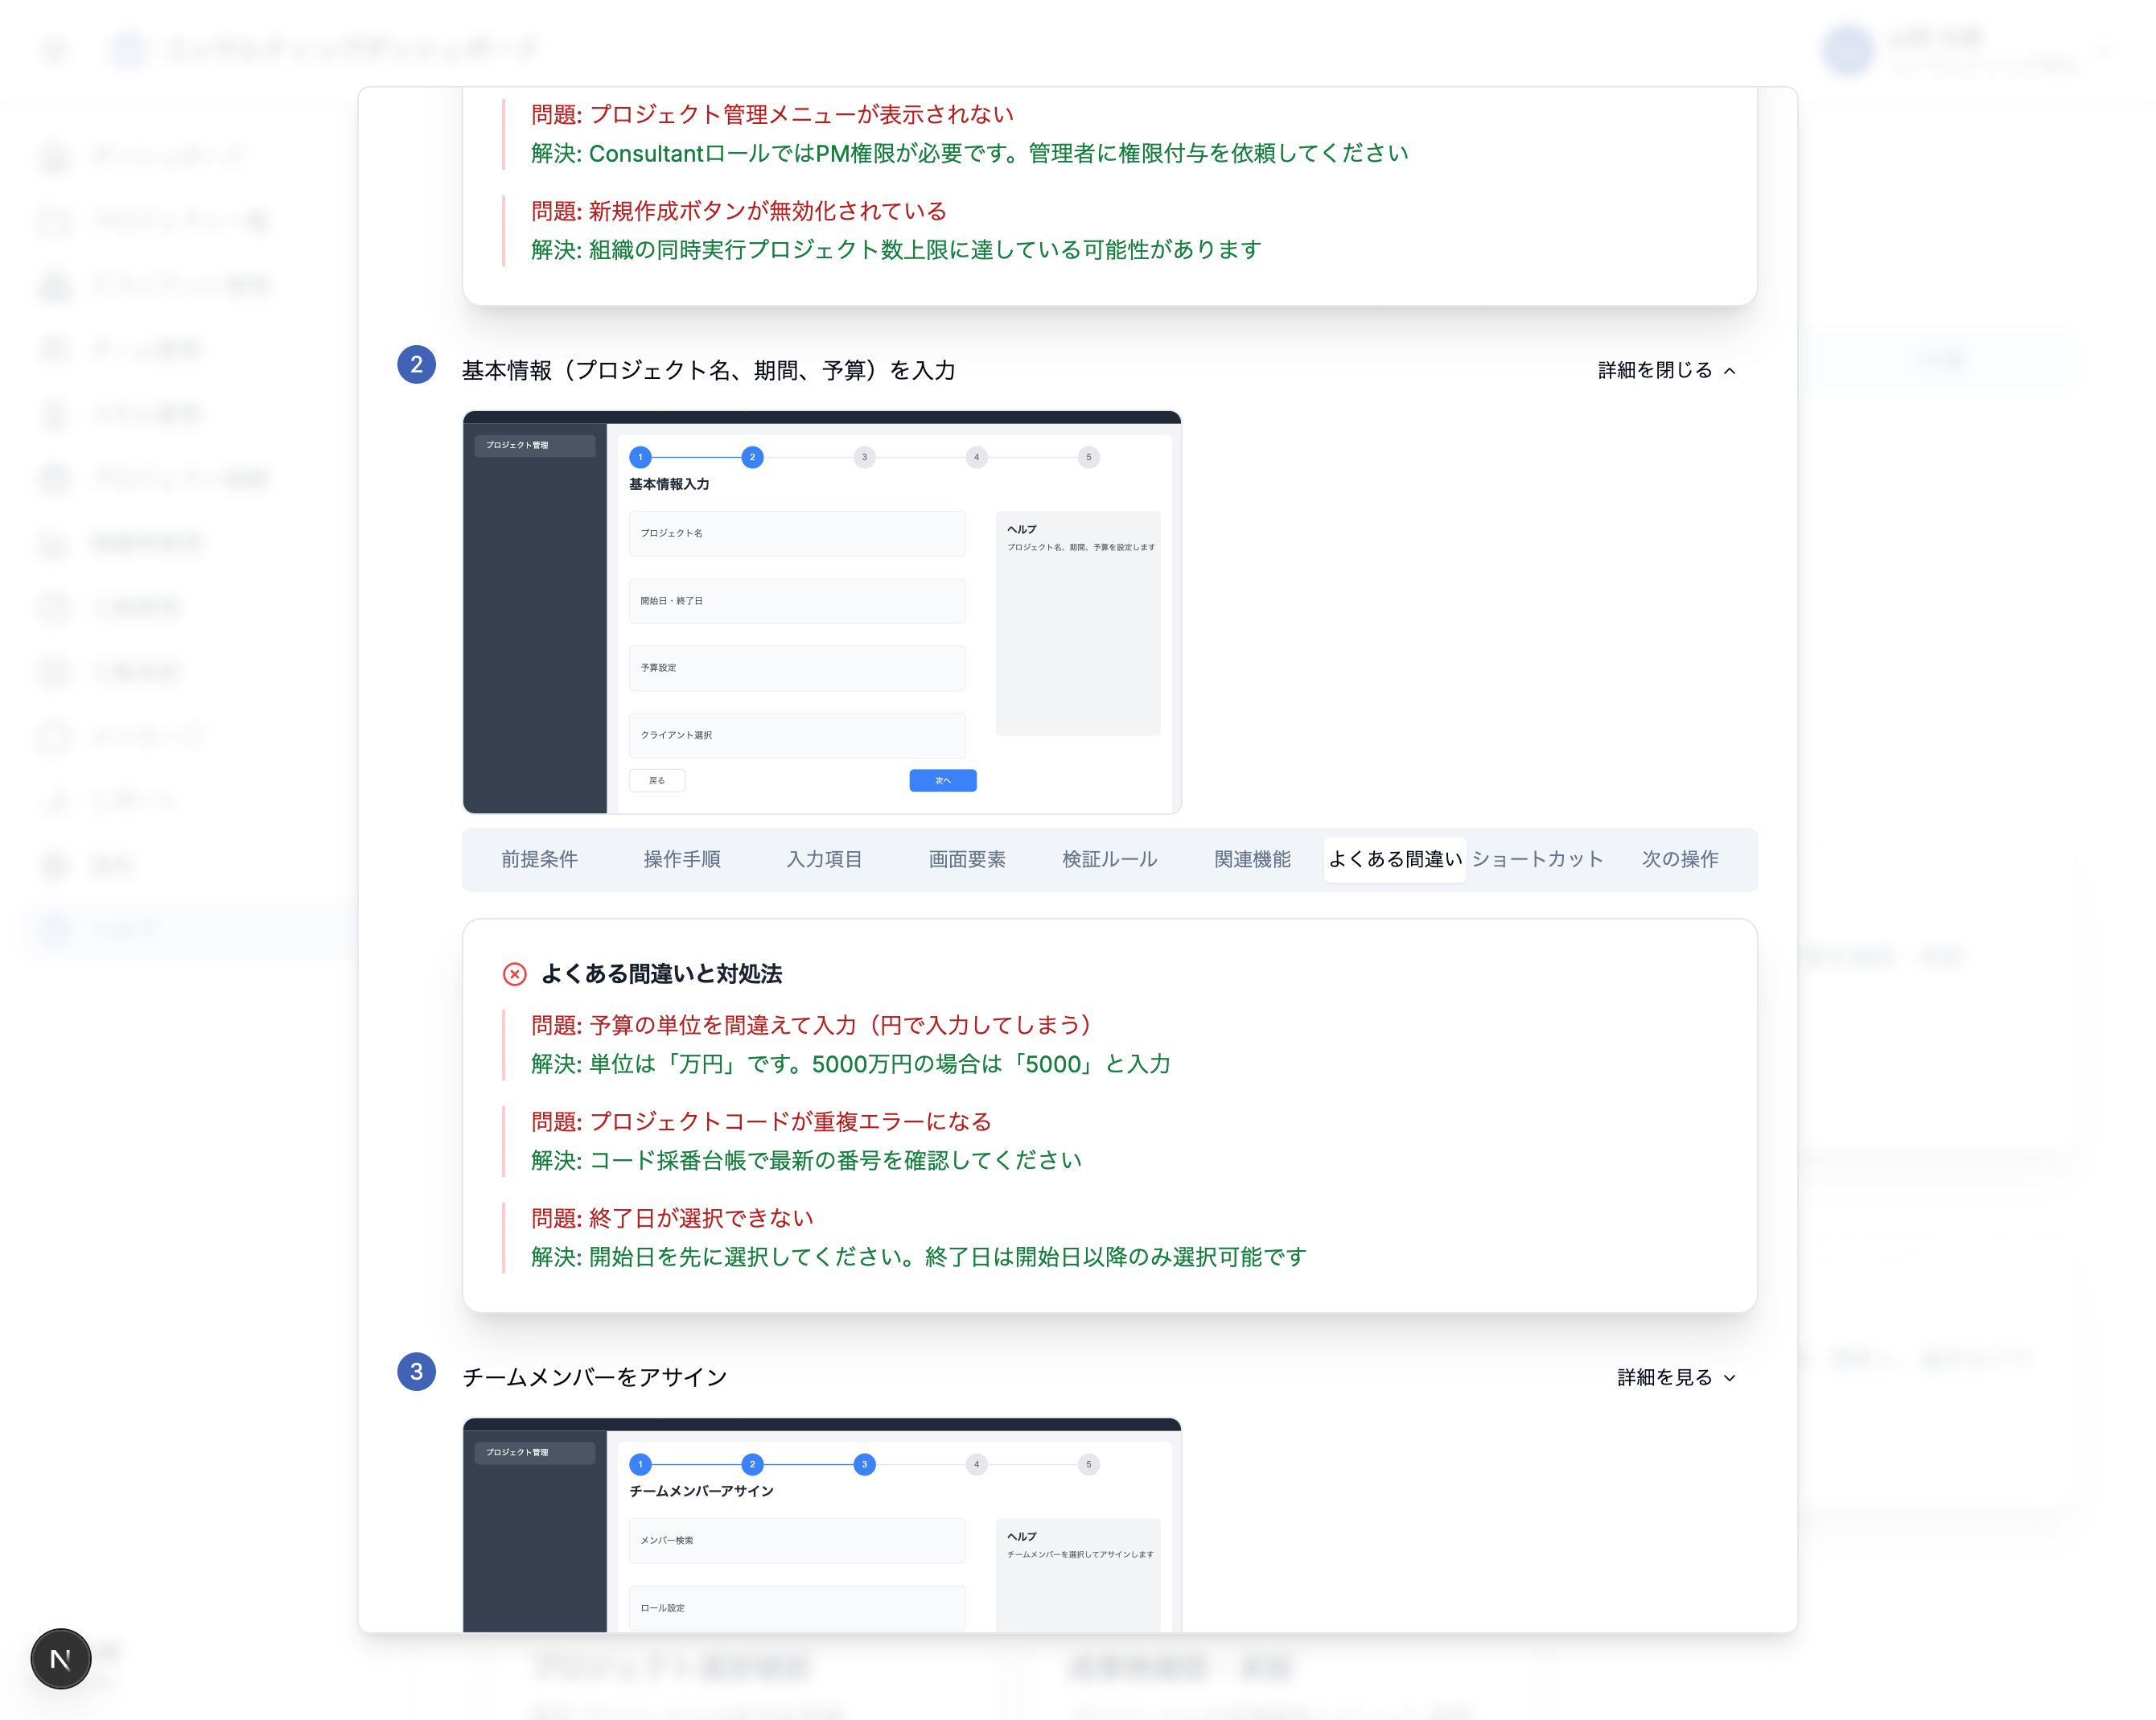 問題: プロジェクト管理メニューが表示されない
解決: ConsultantロールではPM権限が必要です。管理者に権限付与を依頼してください
問題: 新規作成ボタンが無効化されている
解決: 組織の同時実行プロジェクト数上限に達している可能性があります
2
基本情報（プロジェクト名、期間、予算）を入力
詳細を閉じる
プロジェクト管理
1
2
3
4
5
基本情報入力
プロジェクト名
開始日・終了日
予算設定
クライアント選択
戻る
次へ
ヘルプ
プロジェクト名、期間、予算を設定します
前提条件
操作手順
入力項目
画面要素
検証ルール
関連機能
よくある間違い
ショートカット
次の操作
よくある間違いと対処法
問題: 予算の単位を間違えて入力（円で入力してしまう）
解決: 単位は「万円」です。5000万円の場合は「5000」と入力
問題: プロジェクトコードが重複エラーになる
解決: コード採番台帳で最新の番号を確認してください
問題: 終了日が選択できない
解決: 開始日を先に選択してください。終了日は開始日以降のみ選択可能です
3
チームメンバーをアサイン
詳細を見る
プロジェクト管理
1
2
3
4
5
チームメンバーアサイン
メンバー検索
ロール設定
ヘルプ
チームメンバーを選択してアサインします
N